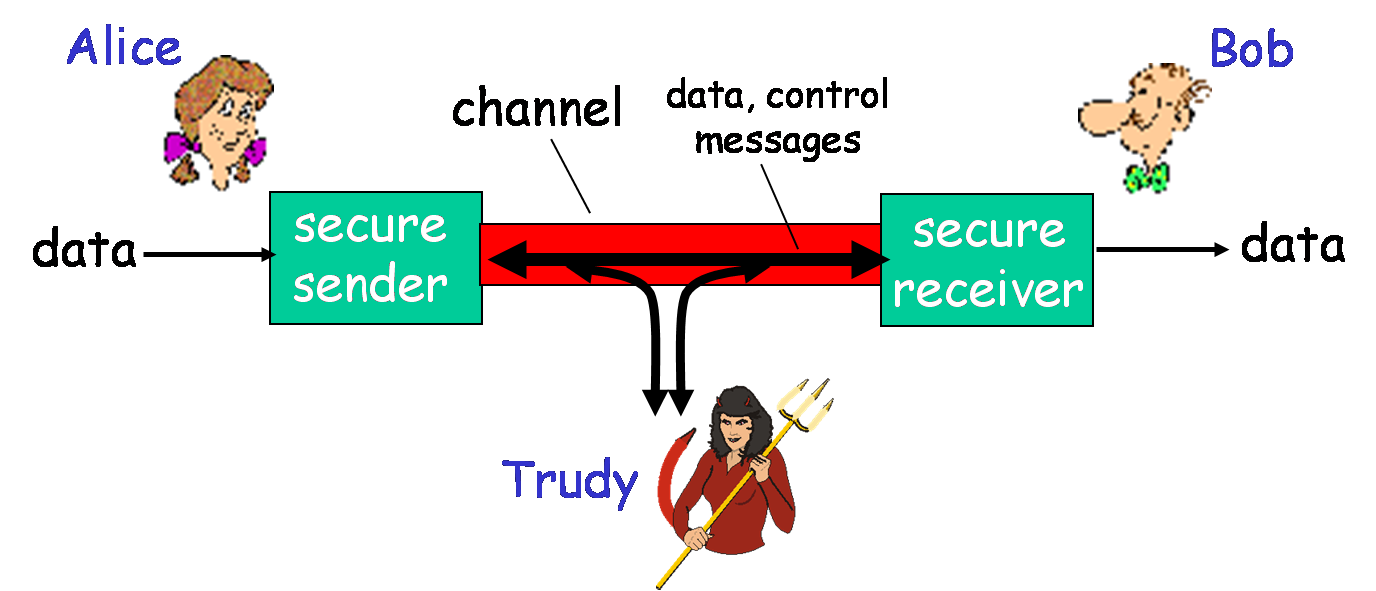 Alice
Bob
channel
data, control
messages
data
secure
sender
secure
receiver
data
Trudy